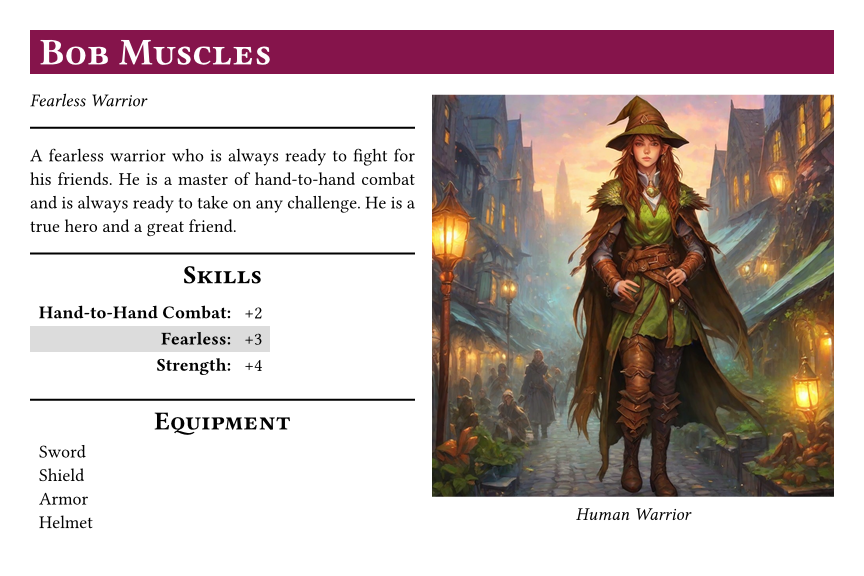 Bob Muscles
Fearless Warrior
A fearless warrior who is always ready to fight for
his friends. He is a master of hand-to-hand combat
and is always ready to take on any challenge. He is a
true hero and a great friend.
Skills
Hand-to-Hand Combat: +2
Fearless: +3
Strength: +4
Equipment
Sword
Shield
Armor
Helmet
Human Warrior